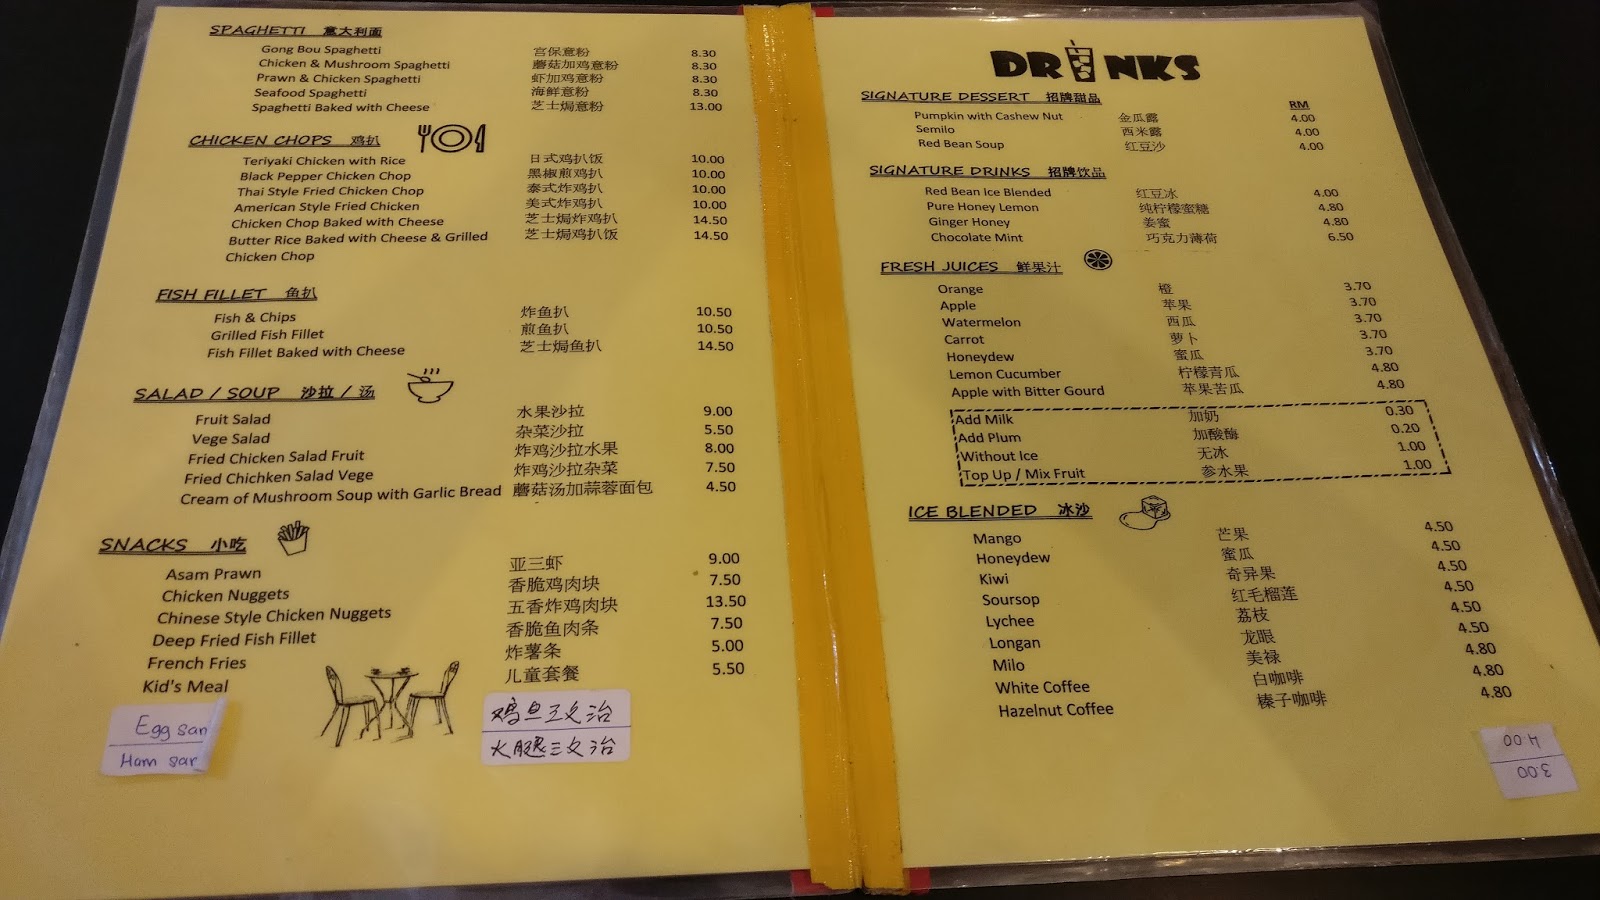 SPAGHETTI 意大利面
Gong Bou Spaghetti 宫保意粉 8.30
Chicken & Mushroom Spaghetti 蘑菇加鸡意粉 8.30
Prawn & Chicken Spaghetti 虾加鸡意粉 8.30
Seafood Spaghetti 海鲜意粉 8.30
Spaghetti Baked with Cheese 芝士焗意粉 13.00
CHICKEN CHOPS 鸡扒
Teriyaki Chicken with Rice 日式鸡扒饭 10.00
Black Pepper Chicken Chop 黑椒煎鸡扒 10.00
Thai Style Fried Chicken Chop 泰式炸鸡扒 10.00
American Style Fried Chicken 美式炸鸡扒 10.00
Chicken Chop Baked with Cheese 芝士焗炸鸡扒 14.50
Butter Rice Baked with Cheese & Grilled 芝士焗鸡扒饭 14.50
Chicken Chop
FISH FILLET 鱼扒
Fish & Chips 炸鱼扒 10.50
Grilled Fish Fillet 煎鱼扒 10.50
Fish Fillet Baked with Cheese 芝士焗鱼扒 14.50
SALAD / SOUP 沙拉 / 汤
Fruit Salad 水果沙拉 9.00
Vege Salad 杂菜沙拉 5.50
Fried Chicken Salad Fruit 炸鸡沙拉水果 8.00
Fried Chichken Salad Vege 炸鸡沙拉杂菜 7.50
Cream of Mushroom Soup with Garlic Bread 蘑菇汤加蒜蓉面包 4.50
SNACKS 小吃
Asam Prawn 亚三虾 9.00
Chicken Nuggets 香脆鸡肉块 7.50
Chinese Style Chicken Nuggets 五香炸鸡肉块 13.50
Deep Fried Fish Fillet 香脆鱼肉条 7.50
French Fries 炸薯条 5.00
Kid's Meal 儿童套餐 5.50
Egg san 鸡旦三文治
Ham san 火腿三文治
DRINKS
SIGNATURE DESSERT 招牌甜品 RM
Pumpkin with Cashew Nut 金瓜露 4.00
Semilo 西米露 4.00
Red Bean Soup 红豆沙 4.00
SIGNATURE DRINKS 招牌饮品
Red Bean Ice Blended 红豆冰 4.00
Pure Honey Lemon 纯柠檬蜜糖 4.80
Ginger Honey 姜蜜 4.80
Chocolate Mint 巧克力薄荷 6.50
FRESH JUICES 鲜果汁
Orange 橙 3.70
Apple 苹果 3.70
Watermelon 西瓜 3.70
Carrot 萝卜 3.70
Honeydew 蜜瓜 3.70
Lemon Cucumber 柠檬青瓜 4.80
Apple with Bitter Gourd 苹果苦瓜 4.80
Add Milk 加奶 0.30
Add Plum 加酸酶 0.20
Without Ice 无冰 1.00
Top Up / Mix Fruit 参水果 1.00
ICE BLENDED 冰沙
Mango 芒果 4.50
Honeydew 蜜瓜 4.50
Kiwi 奇异果 4.50
Soursop 红毛榴莲 4.50
Lychee 荔枝 4.50
Longan 龙眼 4.50
Milo 美禄 4.80
White Coffee 白咖啡 4.80
Hazelnut Coffee 榛子咖啡 4.80
4.00
3.00